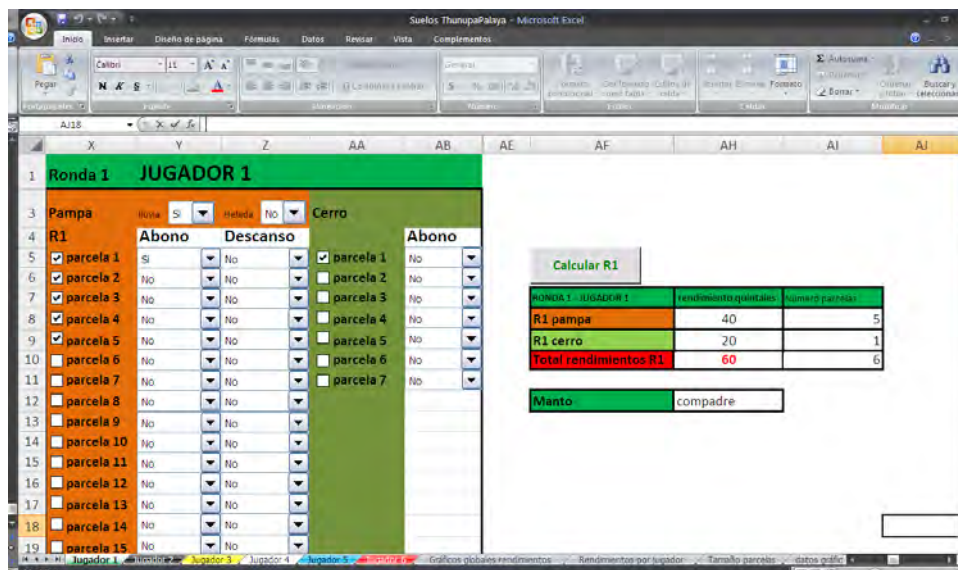 Suelos ThunupaPalaya - Microsoft Excel
Inicio Insertar Diseño de página Fórmulas Datos Revisar Vista Complementos
Calibri 11 A A General Σ Autosuma
Pegar N K S A Formato Borrar Buscar y seleccionar
AJ18 fx
X Y Z AA AB AE AF AH AI AJ
1 Ronda 1 JUGADOR 1
3 Pampa lluvia Si Helada No Cerro
4 R1 Abono Descanso Abono
5 parcela 1 Si No parcela 1 No
Calcular R1
6 parcela 2 No No parcela 2 No
7 parcela 3 No No parcela 3 No RONDA 1 - JUGADOR 1 rendimiento quintales Número parcelas
8 parcela 4 No No parcela 4 No R1 pampa 40 5
9 parcela 5 No No parcela 5 No R1 cerro 20 1
10 parcela 6 No No parcela 6 No Total rendimientos R1 60 6
11 parcela 7 No No parcela 7 No
12 parcela 8 No No Manto compadre
13 parcela 9 No No
14 parcela 10 No No
15 parcela 11 No No
16 parcela 12 No No
17 parcela 13 No No
18 parcela 14 No No
19 parcela 15 No No
Jugador 1 Jugador 2 Jugador 3 Jugador 4 Jugador 5 Jugador 6 Gráficos globales rendimientos Rendimientos por jugador Tamaño parcelas datos gráfic